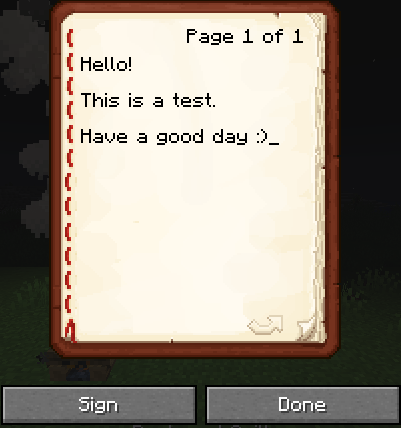 Page 1 of 1
Hello!
This is a test.
Have a good day :)_
Sign
Done